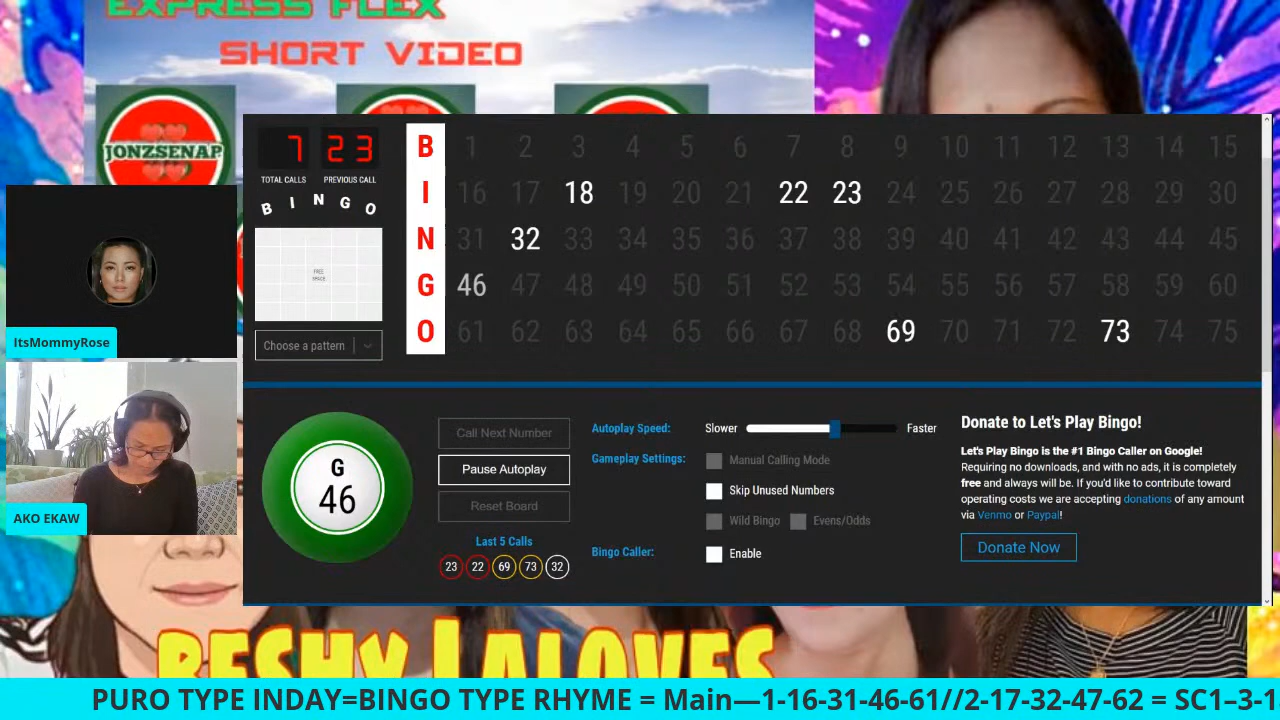 EXPRESS FLEX
SHORT VIDEO
JONZSENAP
7 23
TOTAL CALLS PREVIOUS CALL
B I N G O
FREE SPACE
Choose a pattern
B 1 2 3 4 5 6 7 8 9 10 11 12 13 14 15
I 16 17 18 19 20 21 22 23 24 25 26 27 28 29 30
N 31 32 33 34 35 36 37 38 39 40 41 42 43 44 45
G 46 47 48 49 50 51 52 53 54 55 56 57 58 59 60
O 61 62 63 64 65 66 67 68 69 70 71 72 73 74 75
ItsMommyRose
AKO EKAW
G
46
Call Next Number
Pause Autoplay
Reset Board
Last 5 Calls
23 22 69 73 32
Autoplay Speed: Slower Faster
Gameplay Settings: Manual Calling Mode
Skip Unused Numbers
Wild Bingo Evens/Odds
Bingo Caller: Enable
Donate to Let's Play Bingo!
Let's Play Bingo is the #1 Bingo Caller on Google!
Requiring no downloads, and with no ads, it is completely
free and always will be. If you'd like to contribute toward
operating costs we are accepting donations of any amount
via Venmo or Paypal!
Donate Now
BESHY LALOVES
PURO TYPE INDAY=BINGO TYPE RHYME = Main—1-16-31-46-61//2-17-32-47-62 = SC1–3-1